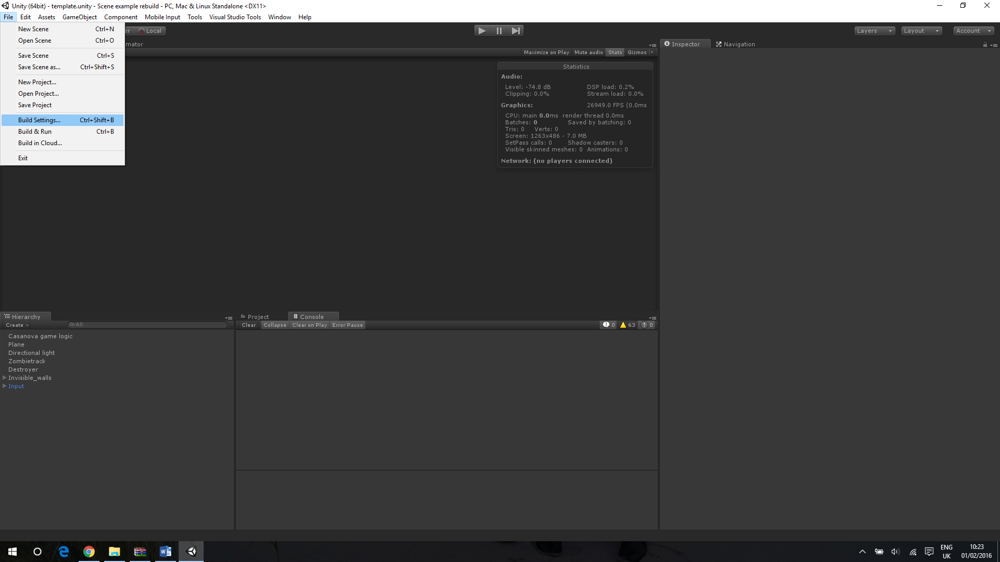 Unity (64bit) - template.unity - Scene example rebuild - PC, Mac & Linux Standalone <DX11>
File Edit Assets GameObject Component Mobile Input Tools Visual Studio Tools Window Help
New Scene Ctrl+N
Open Scene Ctrl+O
Save Scene Ctrl+S
Save Scene as... Ctrl+Shift+S
New Project...
Open Project...
Save Project
Build Settings... Ctrl+Shift+B
Build & Run Ctrl+B
Build in Cloud...
Exit
er Local
Layers Layout Account
mator
Maximize on Play Mute audio Stats Gizmos
Statistics
Audio:
Level: -74.8 dB DSP load: 0.2%
Clipping: 0.0% Stream load: 0.0%
Graphics: 26949.0 FPS (0.0ms
CPU: main 0.0ms render thread 0.0ms
Batches: 0 Saved by batching: 0
Tris: 0 Verts: 0
Screen: 1263x486 - 7.0 MB
SetPass calls: 0 Shadow casters: 0
Visible skinned meshes: 0 Animations: 0
Network: (no players connected)
Inspector Navigation
Hierarchy
Create All
Casanova game logic
Plane
Directional light
Zombietrack
Destroyer
Invisible_walls
Input
Project Console
Clear Collapse Clear on Play Error Pause 0 63 0
ENG
UK
10:23
01/02/2016